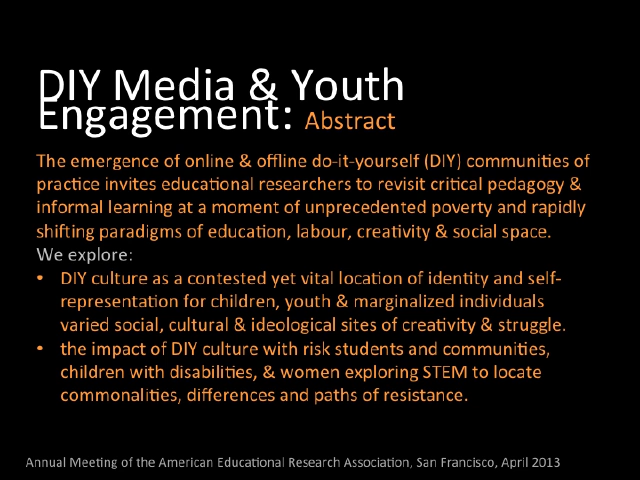 DIY Media & Youth
Engagement: Abstract
The emergence of online & offline do-it-yourself (DIY) communities of
practice invites educational researchers to revisit critical pedagogy &
informal learning at a moment of unprecedented poverty and rapidly
shifting paradigms of education, labour, creativity & social space.
We explore:
• DIY culture as a contested yet vital location of identity and self-
representation for children, youth & marginalized individuals
varied social, cultural & ideological sites of creativity & struggle.
• the impact of DIY culture with risk students and communities,
children with disabilities, & women exploring STEM to locate
commonalities, differences and paths of resistance.
Annual Meeting of the American Educational Research Association, San Francisco, April 2013